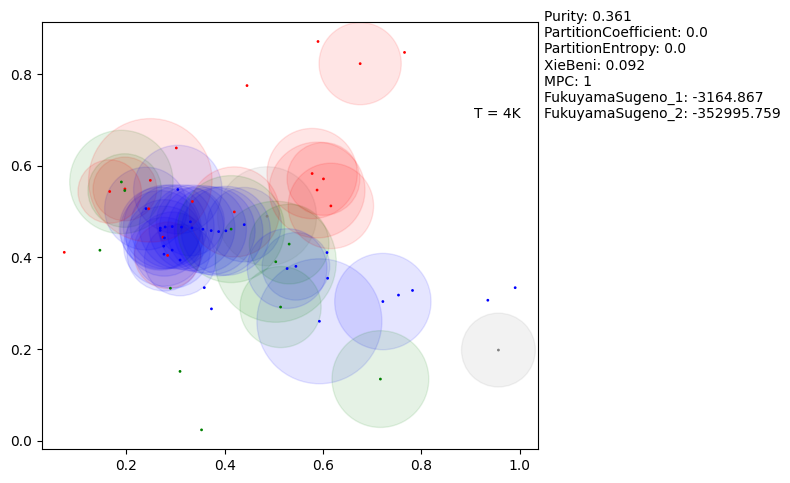 Purity: 0.361
PartitionCoefficient: 0.0
PartitionEntropy: 0.0
XieBeni: 0.092
MPC: 1
FukuyamaSugeno_1: -3164.867
FukuyamaSugeno_2: -352995.759
T = 4K
0.8
0.6
0.4
0.2
0.0
0.2 0.4 0.6 0.8 1.0